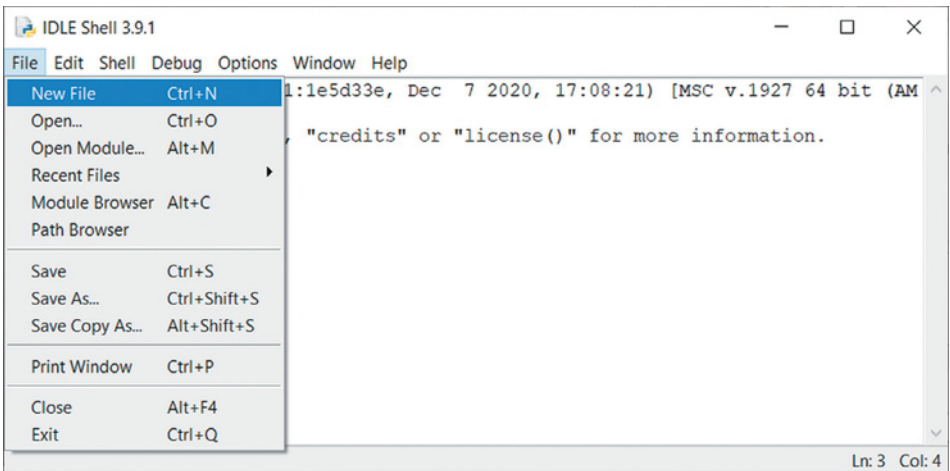 IDLE Shell 3.9.1
File Edit Shell Debug Options Window Help
New File Ctrl+N
1:1e5d33e, Dec 7 2020, 17:08:21) [MSC v.1927 64 bit (AM
Open... Ctrl+O
, "credits" or "license()" for more information.
Open Module... Alt+M
Recent Files
Module Browser Alt+C
Path Browser
Save Ctrl+S
Save As... Ctrl+Shift+S
Save Copy As... Alt+Shift+S
Print Window Ctrl+P
Close Alt+F4
Exit Ctrl+Q
Ln: 3 Col: 4